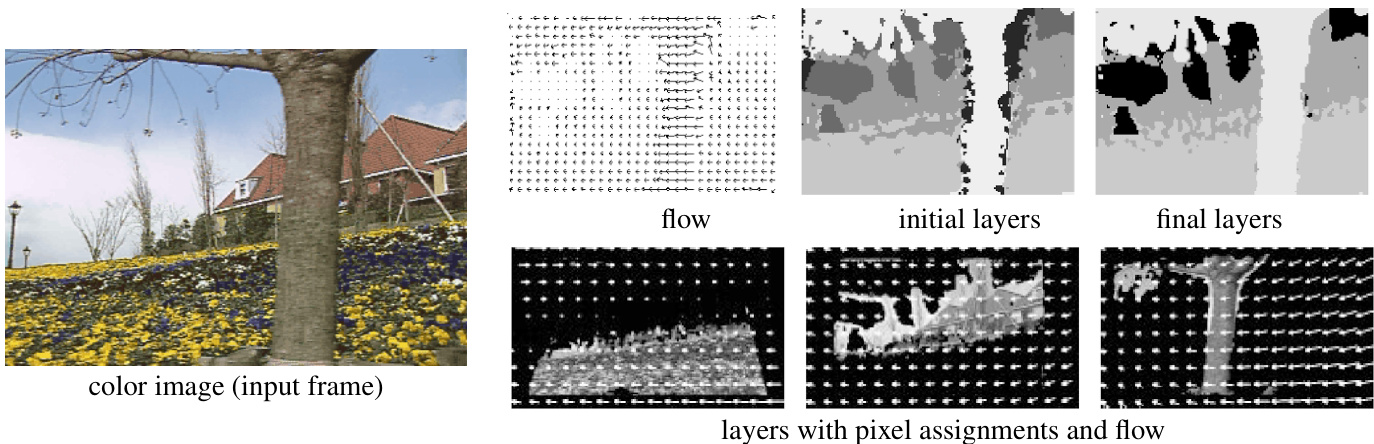 flow
initial layers
final layers
color image (input frame)
layers with pixel assignments and flow